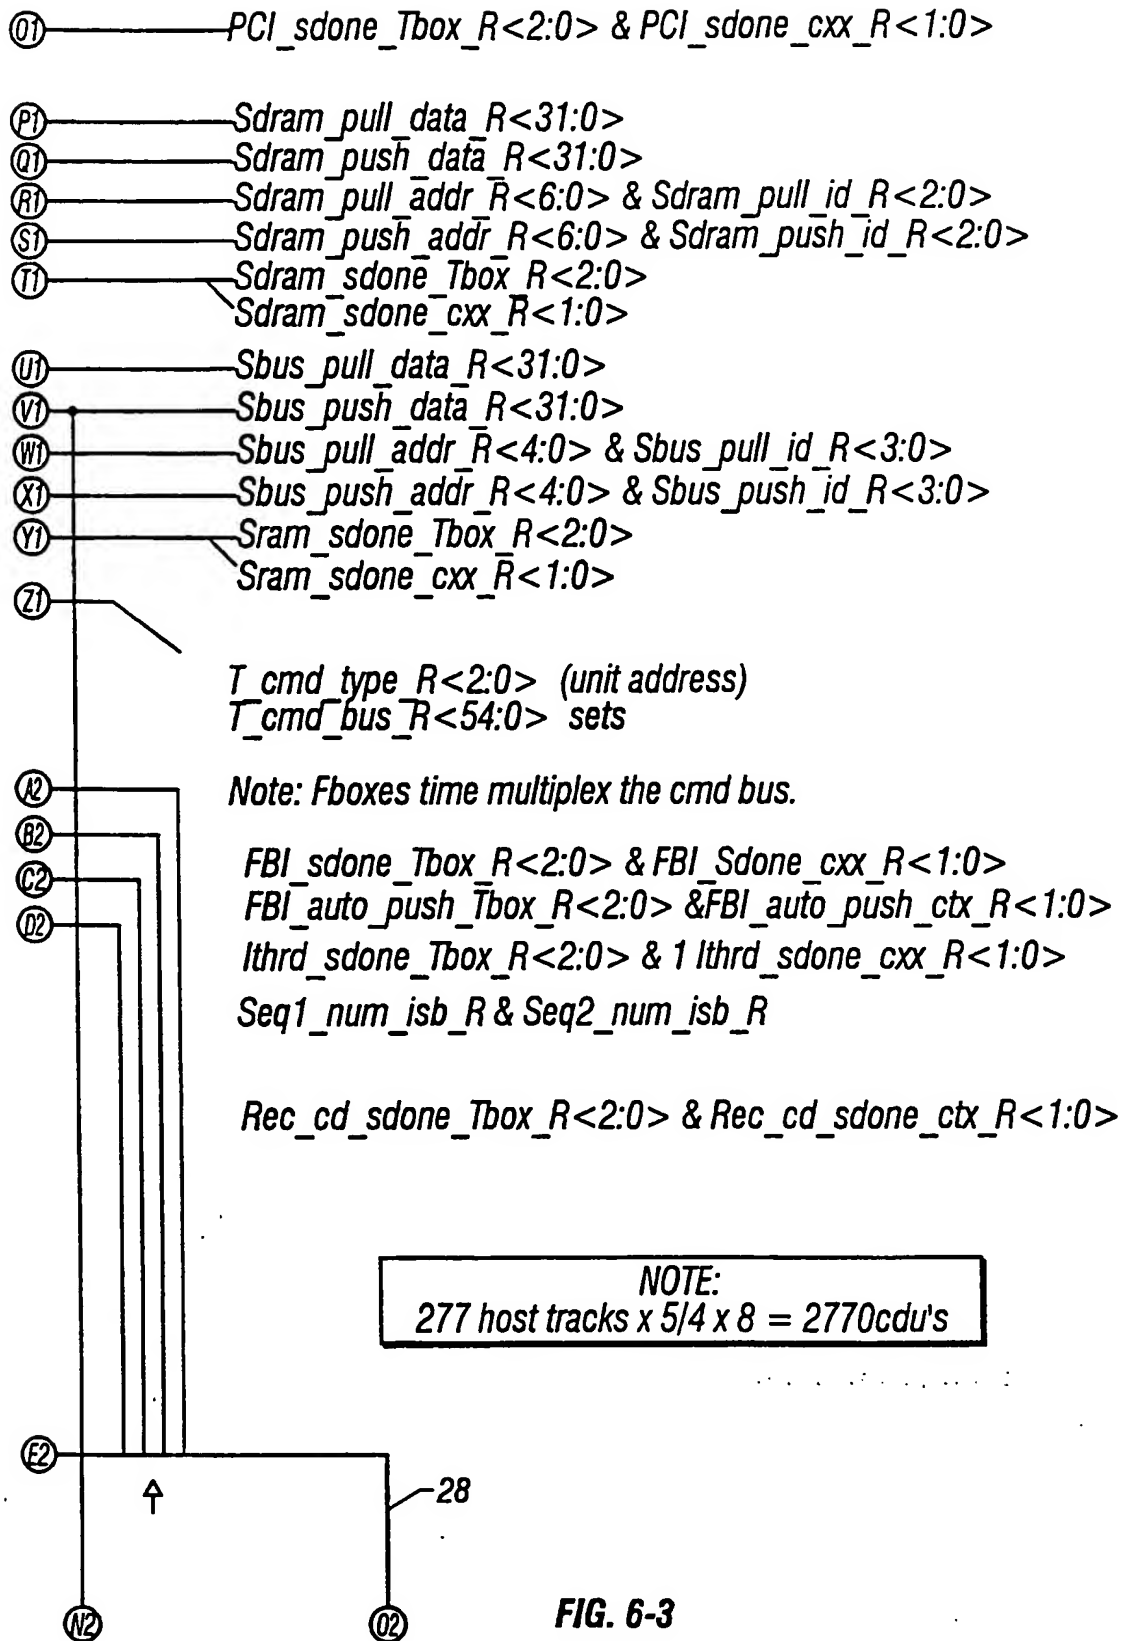 O1 PCI_sdone_Tbox_R<2:0> & PCI_sdone_cxx_R<1:0>
P1 Sdram_pull_data_R<31:0>
Q1 Sdram_push_data_R<31:0>
R1 Sdram_pull_addr_R<6:0> & Sdram_pull_id_R<2:0>
S1 Sdram_push_addr_R<6:0> & Sdram_push_id_R<2:0>
T1 Sdram_sdone_Tbox_R<2:0>
Sdram_sdone_cxx_R<1:0>
U1 Sbus_pull_data_R<31:0>
V1 Sbus_push_data_R<31:0>
W1 Sbus_pull_addr_R<4:0> & Sbus_pull_id_R<3:0>
X1 Sbus_push_addr_R<4:0> & Sbus_push_id_R<3:0>
Y1 Sram_sdone_Tbox_R<2:0>
Sram_sdone_cxx_R<1:0>
Z1
T_cmd_type_R<2:0> (unit address)
T_cmd_bus_R<54:0> sets
A2 Note: Fboxes time multiplex the cmd bus.
B2
FBI_sdone_Tbox_R<2:0> & FBI_Sdone_cxx_R<1:0>
C2
FBI_auto_push_Tbox_R<2:0> &FBI_auto_push_ctx_R<1:0>
D2
Ithrd_sdone_Tbox_R<2:0> & 1 Ithrd_sdone_cxx_R<1:0>
Seq1_num_isb_R & Seq2_num_isb_R
Rec_cd_sdone_Tbox_R<2:0> & Rec_cd_sdone_ctx_R<1:0>
NOTE:
277 host tracks x 5/4 x 8 = 2770cdu's
E2
28
N2 O2
FIG. 6-3